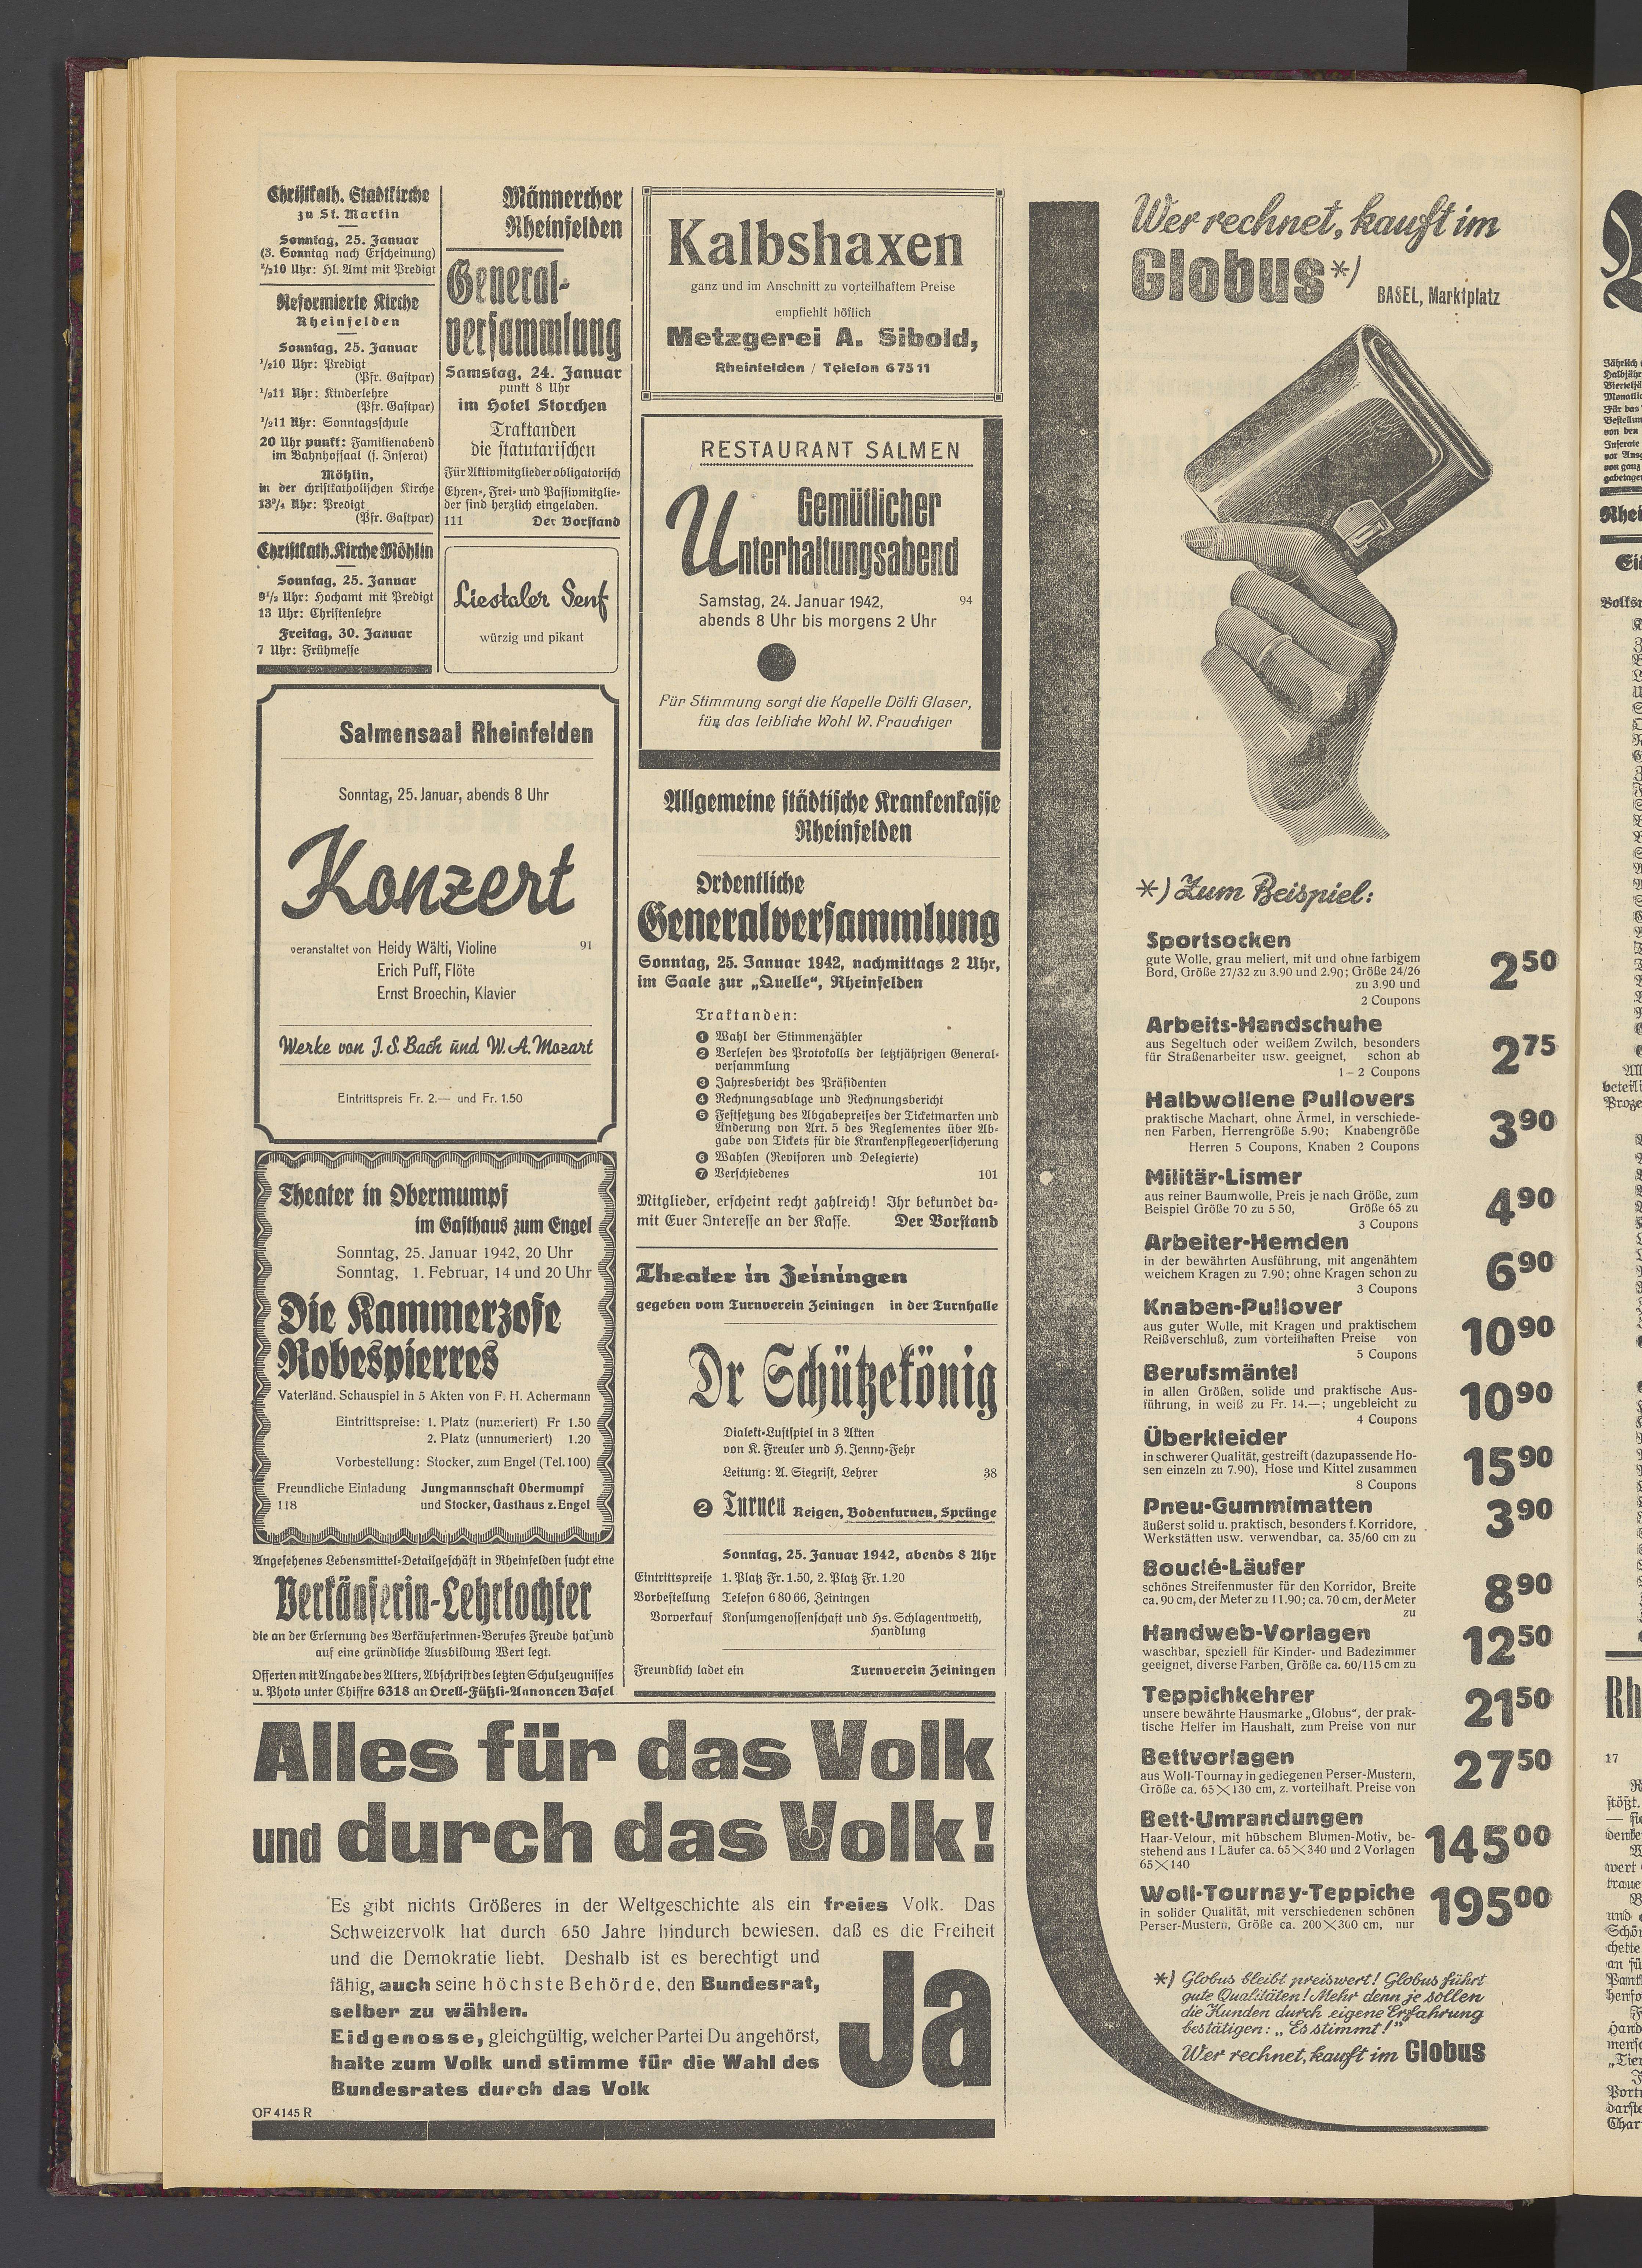 Christkath. Stadtkirche
zu St. Martin
Sonntag, 25. Januar
(3. Sonntag nach Erscheinung)
½10 Uhr: Hl. Amt mit Predigt
Reformierte Kirche
Rheinfelden
Sonntag, 25. Januar
½10 Uhr: Predigt
(Pfr. Gastpar)
½11 Uhr: Kinderlehre
(Pfr. Gastpar)
½11 Uhr: Sonntagsschule
20 Uhr punkt: Familienabend
im Bahnhofsaal (s. Inserat)
Möhlin,
in der christkatholischen Kirche
13¾ Uhr: Predigt
(Pfr. Gastpar)
Christkath. Kirche Möhlin
Sonntag, 25. Januar
9½ Uhr: Hochamt mit Predigt
13 Uhr: Christenlehre
Freitag, 30. Januar
7 Uhr: Frühmesse
Männerchor
Rheinfelden
General-
versammlung
Samstag, 24. Januar
punkt 8 Uhr
im Hotel Storchen
Traktanden
die statutarischen
Für Aktivmitglieder obligatorisch
Ehren-, Frei- und Passivmitglie-
der sind herzlich eingeladen.
111 Der Vorstand
Liestaler Senf
würzig und pikant
Kalbshaxen
ganz und im Anschnitt zu vorteilhaftem Preise
empfiehlt höflich
Metzgerei A. Sibold,
Rheinfelden / Telefon 6 75 11
RESTAURANT SALMEN
Gemütlicher
Unterhaltungsabend
Samstag, 24. Januar 1942, 94
abends 8 Uhr bis morgens 2 Uhr
Für Stimmung sorgt die Kapelle Dölfi Glaser,
für das leibliche Wohl W. Frauchiger
Salmensaal Rheinfelden
Sonntag, 25. Januar, abends 8 Uhr
Konzert
veranstaltet von Heidy Wälti, Violine 91
Erich Puff, Flöte
Ernst Broechin, Klavier
Werke von J. S. Bach und W. A. Mozart
Eintrittspreis Fr. 2.— und Fr. 1.50
Theater in Obermumpf
im Gasthaus zum Engel
Sonntag, 25. Januar 1942, 20 Uhr
Sonntag, 1. Februar, 14 und 20 Uhr
Die Kammerzofe
Robespierres
Vaterländ. Schauspiel in 5 Akten von F. H. Achermann
Eintrittspreise: 1. Platz (numeriert) Fr 1.50
2. Platz (unnumeriert) 1.20
Vorbestellung: Stocker, zum Engel (Tel. 100)
Freundliche Einladung Jungmannschaft Obermumpf
118 und Stocker, Gasthaus z. Engel
Angesehenes Lebensmittel-Detailgeschäft in Rheinfelden sucht eine
Verkäuferin-Lehrtochter
die an der Erlernung des Verkäuferinnen-Berufes Freude hat und
auf eine gründliche Ausbildung Wert legt.
Offerten mit Angabe des Alters, Abschrift des letzten Schulzeugnisses
u. Photo unter Chiffre 6318 an Orell-Füßli-Annoncen Basel
Allgemeine städtische Krankenkasse
Rheinfelden
Ordentliche
Generalversammlung
Sonntag, 25. Januar 1942, nachmittags 2 Uhr,
im Saale zur „Quelle“, Rheinfelden
Traktanden:
1 Wahl der Stimmenzähler
2 Verlesen des Protokolls der letztjährigen General-
versammlung
3 Jahresbericht des Präsidenten
4 Rechnungsablage und Rechnungsbericht
5 Festsetzung des Abgabepreises der Ticketmarken und
Änderung von Art. 5 des Reglementes über Ab-
gabe von Tickets für die Krankenpflegeversicherung
6 Wahlen (Revisoren und Delegierte)
7 Verschiedenes 101
Mitglieder, erscheint recht zahlreich! Ihr bekundet da-
mit Euer Interesse an der Kasse. Der Vorstand
Theater in Zeiningen
gegeben vom Turnverein Zeiningen in der Turnhalle
Dr Schützekönig
Dialekt-Lustspiel in 3 Akten
von K. Freuler und H. Jenny-Fehr
Leitung: A. Siegrist, Lehrer 38
2 Turnen Reigen, Bodenturnen, Sprünge
Sonntag, 25. Januar 1942, abends 8 Uhr
Eintrittspreise 1. Platz Fr. 1.50, 2. Platz Fr. 1.20
Vorbestellung Telefon 6 80 66, Zeiningen
Vorverkauf Konsumgenossenschaft und Hs. Schlagentweith,
Handlung
Freundlich ladet ein Turnverein Zeiningen
Alles für das Volk
und durch das Volk!
Es gibt nichts Größeres in der Weltgeschichte als ein freies Volk. Das
Schweizervolk hat durch 650 Jahre hindurch bewiesen, daß es die Freiheit
und die Demokratie liebt. Deshalb ist es berechtigt und
fähig, auch seine höchste Behörde, den Bundesrat,
selber zu wählen.
Eidgenosse, gleichgültig, welcher Partei Du angehörst,
halte zum Volk und stimme für die Wahl des
Bundesrates durch das Volk
Ja
OF 4145 R
Wer rechnet, kauft im
Globus*)
BASEL, Marktplatz
*) Zum Beispiel:
Sportsocken
gute Wolle, grau meliert, mit und ohne farbigem
Bord, Größe 27/32 zu 3.90 und 2.90; Größe 24/26
zu 3.90 und
2 Coupons
2 50
Arbeits-Handschuhe
aus Segeltuch oder weißem Zwilch, besonders
für Straßenarbeiter usw. geeignet, schon ab
1–2 Coupons
2 75
Halbwollene Pullovers
praktische Machart, ohne Ärmel, in verschiede-
nen Farben, Herrengröße 5.90; Knabengröße
Herren 5 Coupons, Knaben 2 Coupons
3 90
Militär-Lismer
aus reiner Baumwolle, Preis je nach Größe, zum
Beispiel Größe 70 zu 5 50, Größe 65 zu
3 Coupons
4 90
Arbeiter-Hemden
in der bewährten Ausführung, mit angenähtem
weichem Kragen zu 7.90; ohne Kragen schon zu
3 Coupons
6 90
Knaben-Pullover
aus guter Wolle, mit Kragen und praktischem
Reißverschluß, zum vorteilhaften Preise von
5 Coupons
10 90
Berufsmäntel
in allen Größen, solide und praktische Aus-
führung, in weiß zu Fr. 14.—; ungebleicht zu
4 Coupons
10 90
Überkleider
in schwerer Qualität, gestreift (dazupassende Ho-
sen einzeln zu 7.90), Hose und Kittel zusammen
8 Coupons
15 90
Pneu-Gummimatten
äußerst solid u. praktisch, besonders f. Korridore,
Werkstätten usw. verwendbar, ca. 35/60 cm zu
3 90
Bouclé-Läufer
schönes Streifenmuster für den Korridor, Breite
ca. 90 cm, der Meter zu 11.90; ca. 70 cm, der Meter
zu
8 90
Handweb-Vorlagen
waschbar, speziell für Kinder- und Badezimmer
geeignet, diverse Farben, Größe ca. 60/115 cm zu
12 50
Teppichkehrer
unsere bewährte Hausmarke „Globus“, der prak-
tische Helfer im Haushalt, zum Preise von nur
21 50
Bettvorlagen
aus Woll-Tournay in gediegenen Perser-Mustern,
Größe ca. 65×130 cm, z. vorteilhaft. Preise von
27 50
Bett-Umrandungen
Haar-Velour, mit hübschem Blumen-Motiv, be-
stehend aus 1 Läufer ca. 65×340 und 2 Vorlagen
65×140
145 00
Woll-Tournay-Teppiche
in solider Qualität, mit verschiedenen schönen
Perser-Mustern, Größe ca. 200×300 cm, nur
195 00
*) Globus bleibt preiswert! Globus führt
gute Qualitäten! Mehr denn je sollen
die Kunden durch eigene Erfahrung
bestätigen: „Es stimmt!“
Wer rechnet, kauft im Globus